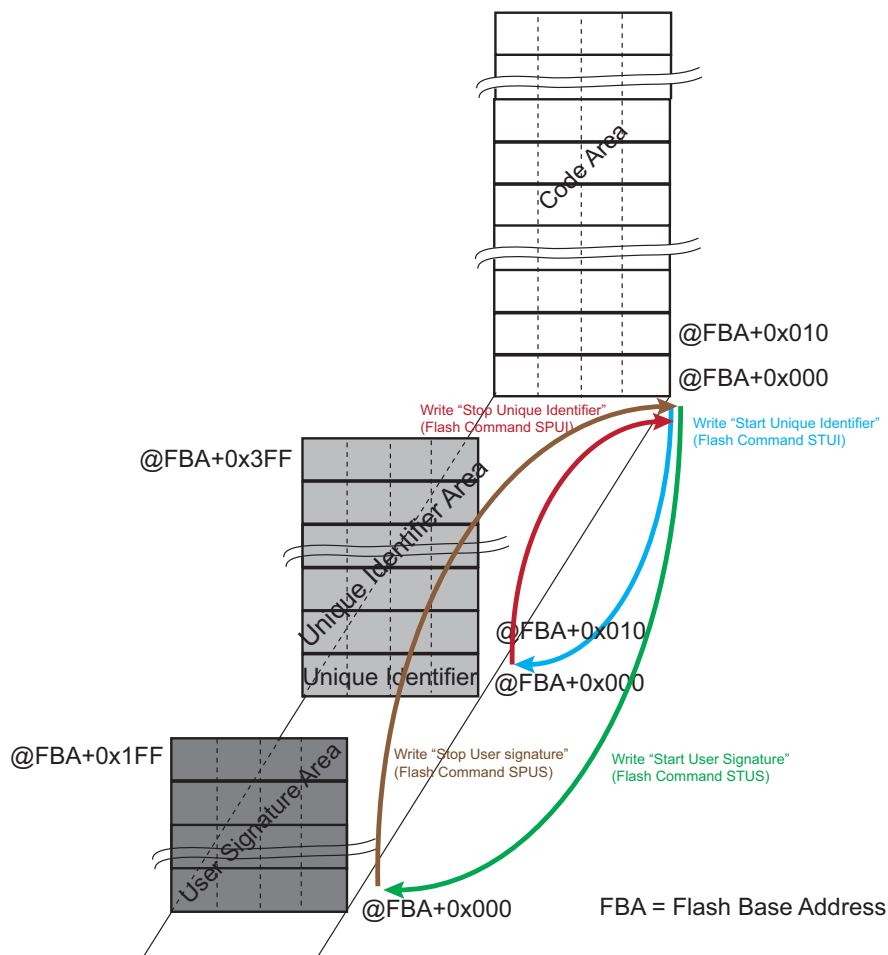 Code Area
@FBA+0x010
@FBA+0x000
Write “Stop Unique Identifier”
(Flash Command SPUI)
Write “Start Unique Identifier”
(Flash Command STUI)
@FBA+0x3FF
Unique Identifier Area
@FBA+0x010
Unique Identifier
@FBA+0x000
@FBA+0x1FF
User Signature Area
Write “Stop User signature”
(Flash Command SPUS)
Write “Start User Signature”
(Flash Command STUS)
@FBA+0x000
FBA = Flash Base Address